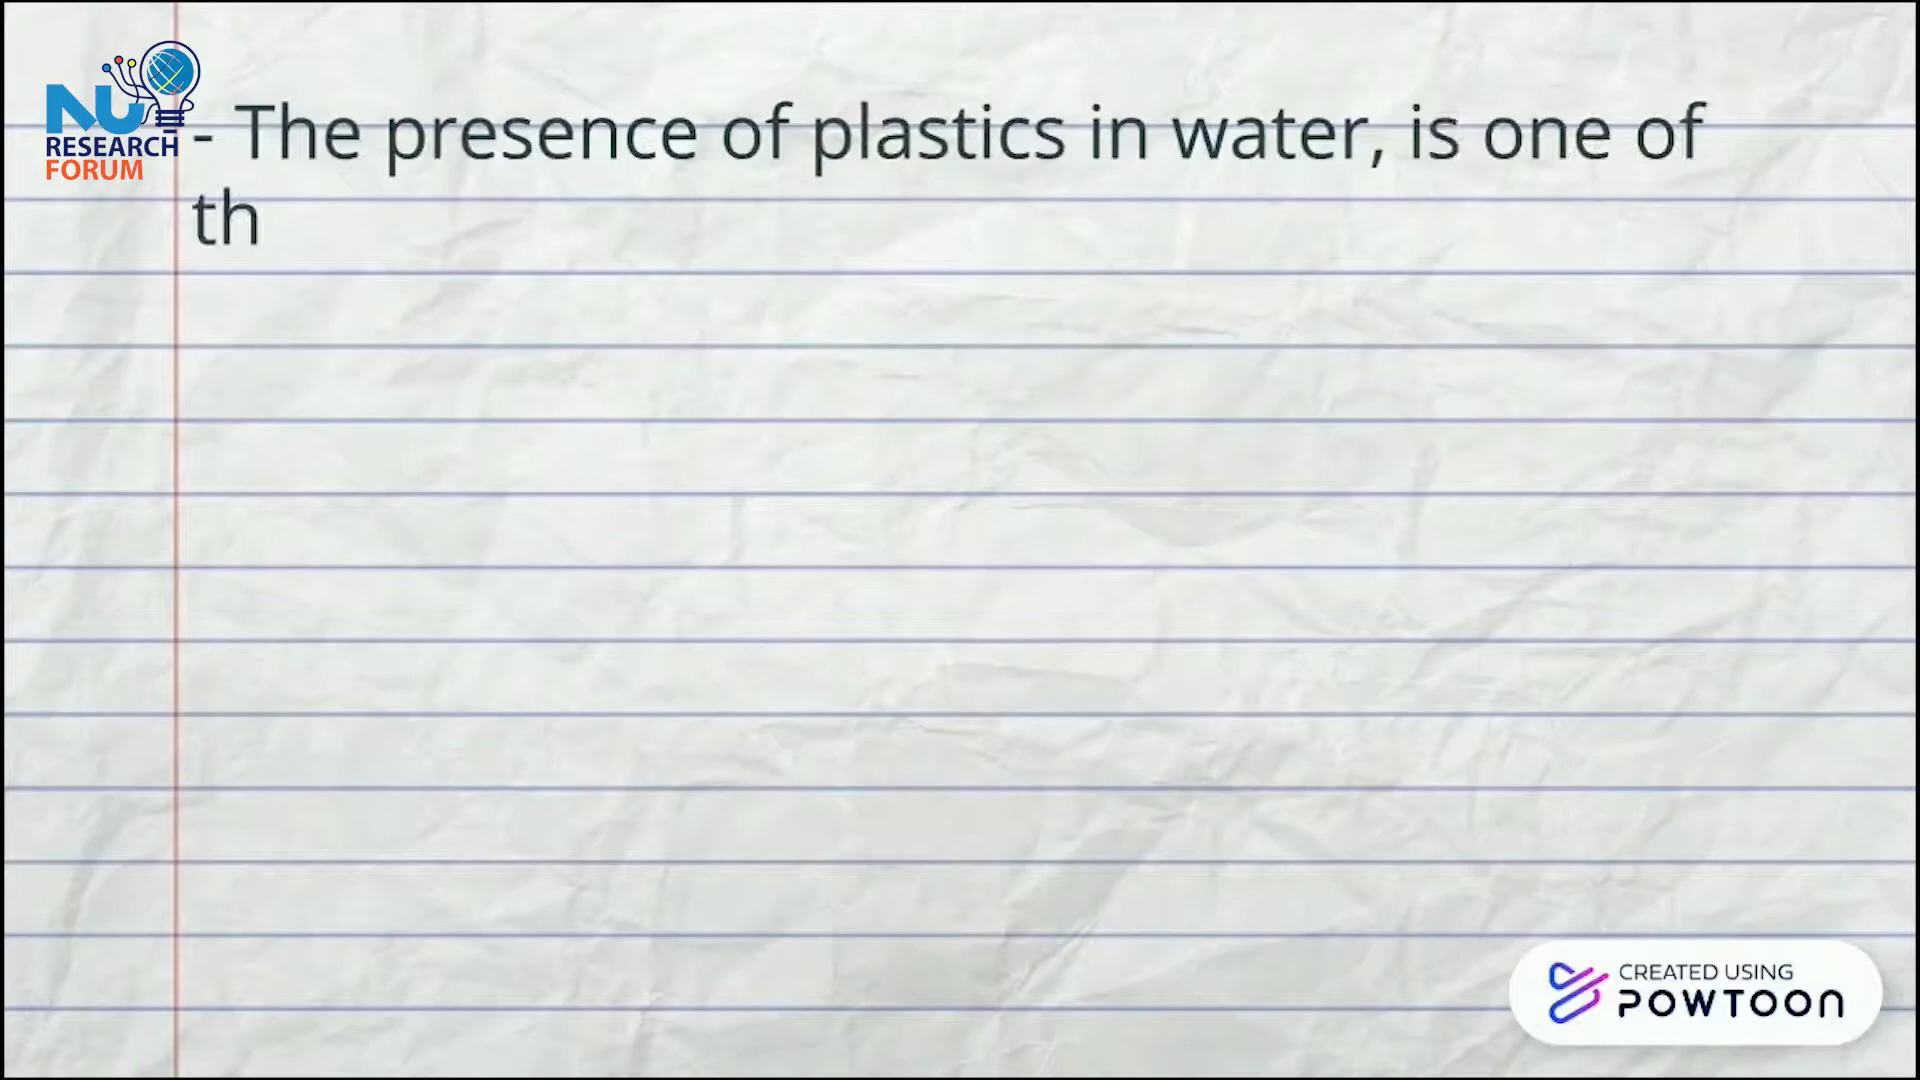 NU
RESEARCH
FORUM
- The presence of plastics in water, is one of
th
CREATED USING
POWTOON